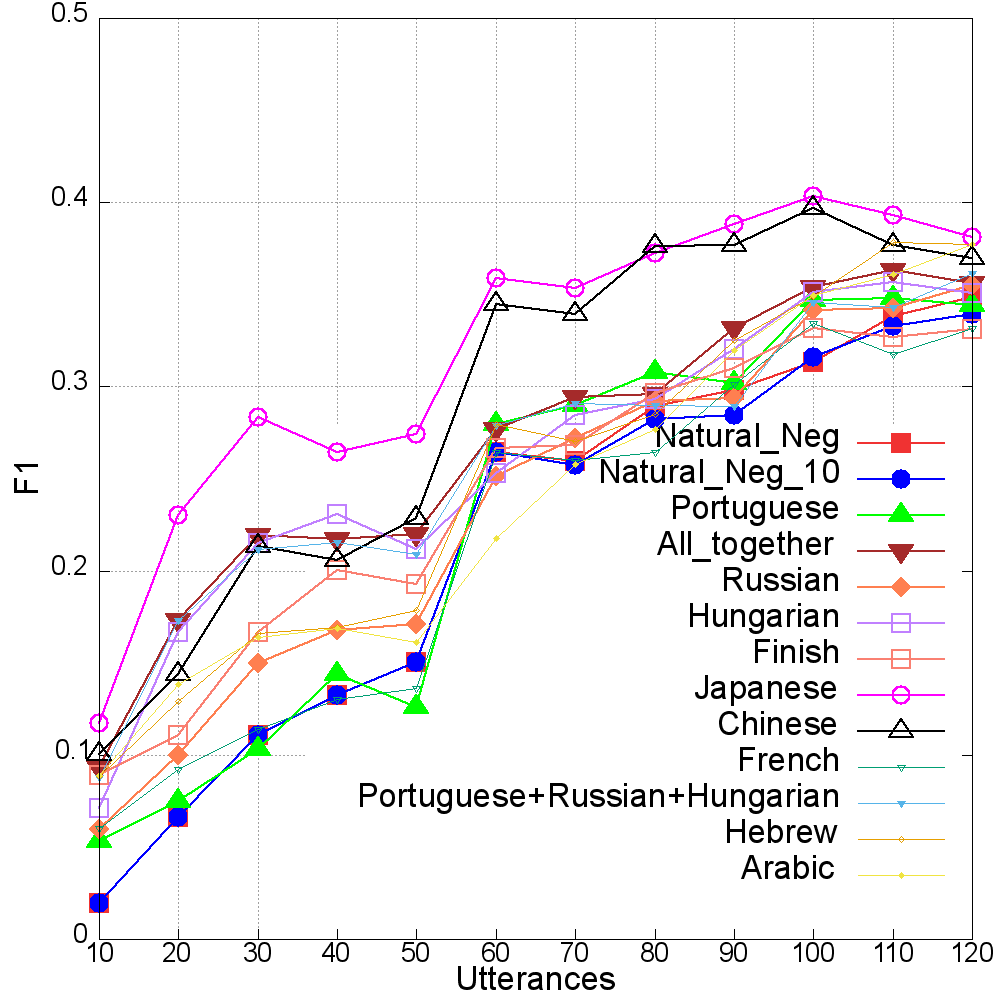 0.5
0.4
0.3
0.2
0.1
0
F1
Natural_Neg
Natural_Neg_10
Portuguese
All_together
Russian
Hungarian
Finish
Japanese
Chinese
French
Portuguese+Russian+Hungarian
Hebrew
Arabic
10 20 30 40 50 60 70 80 90 100 110 120
Utterances